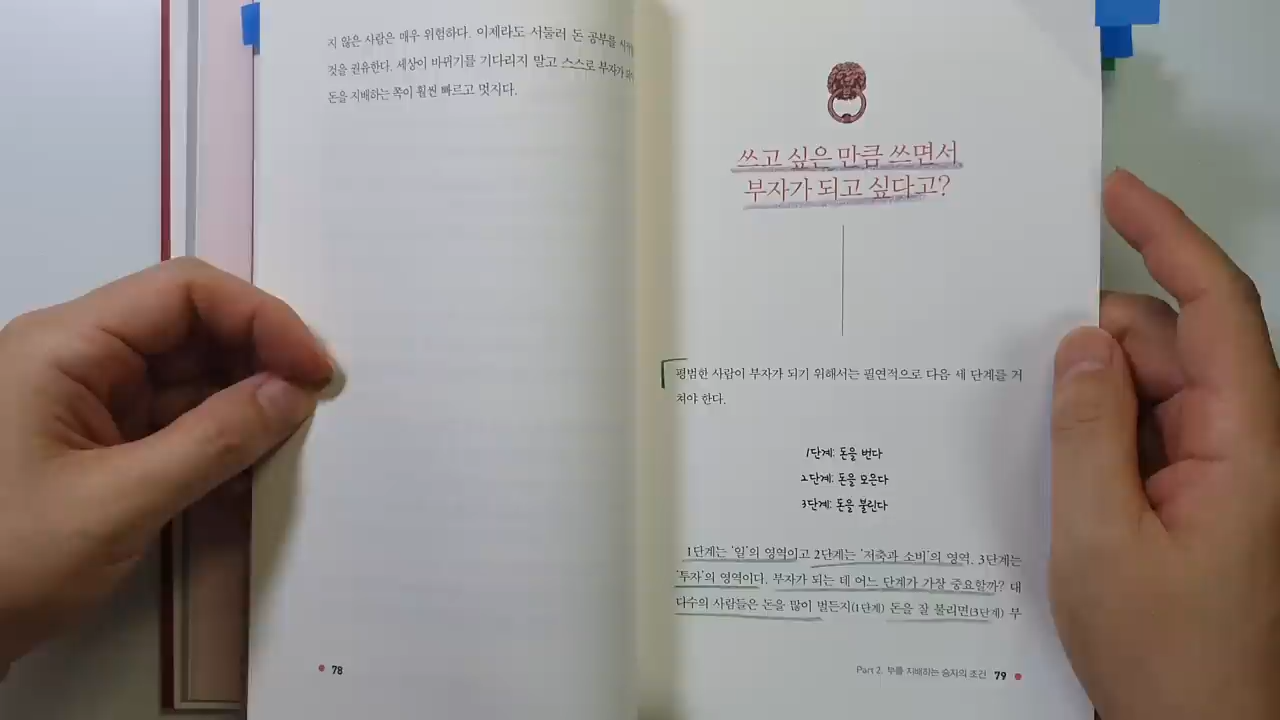 지 않은 사람은 매우 위험하다. 이제라도 서둘러 돈 공부를
것을 권유한다. 세상이 바뀌기를 기다리지 말고 스스로 부자가
돈을 지배하는 쪽이 훨씬 빠르고 멋지다.
78
쓰고 싶은 만큼 쓰면서
부자가 되고 싶다고?
평범한 사람이 부자가 되기 위해서는 필연적으로 다음 세 단계를 거
쳐야 한다.
1단계: 돈을 번다
2단계: 돈을 모은다
3단계: 돈을 불린다
1단계는 '일'의 영역이고 2단계는 '저축과 소비'의 영역, 3단계는
'투자'의 영역이다. 부자가 되는 데 어느 단계가 가장 중요할까? 대
다수의 사람들은 돈을 많이 벌든지(1단계) 돈을 잘 불리면(3단계) 부
Part 2. 부를 지배하는 승자의 조건 79